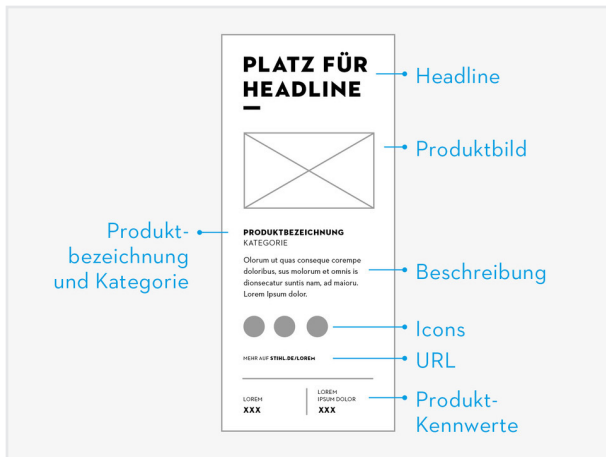 PLATZ FÜR
HEADLINE
Headline
Produktbild
Produkt-
bezeichnung
und Kategorie
PRODUKTBEZEICHNUNG
KATEGORIE
Olorum ut quas conseque corempe
doloribus, sus molorum et omnis is
dionsecatur suntis nam, ad maioru.
Lorem Ipsum dolor.
Beschreibung
Icons
MEHR AUF STIHL.DE/LOREM
URL
LOREM
XXX
LOREM
IPSUM DOLOR
XXX
Produkt-
Kennwerte